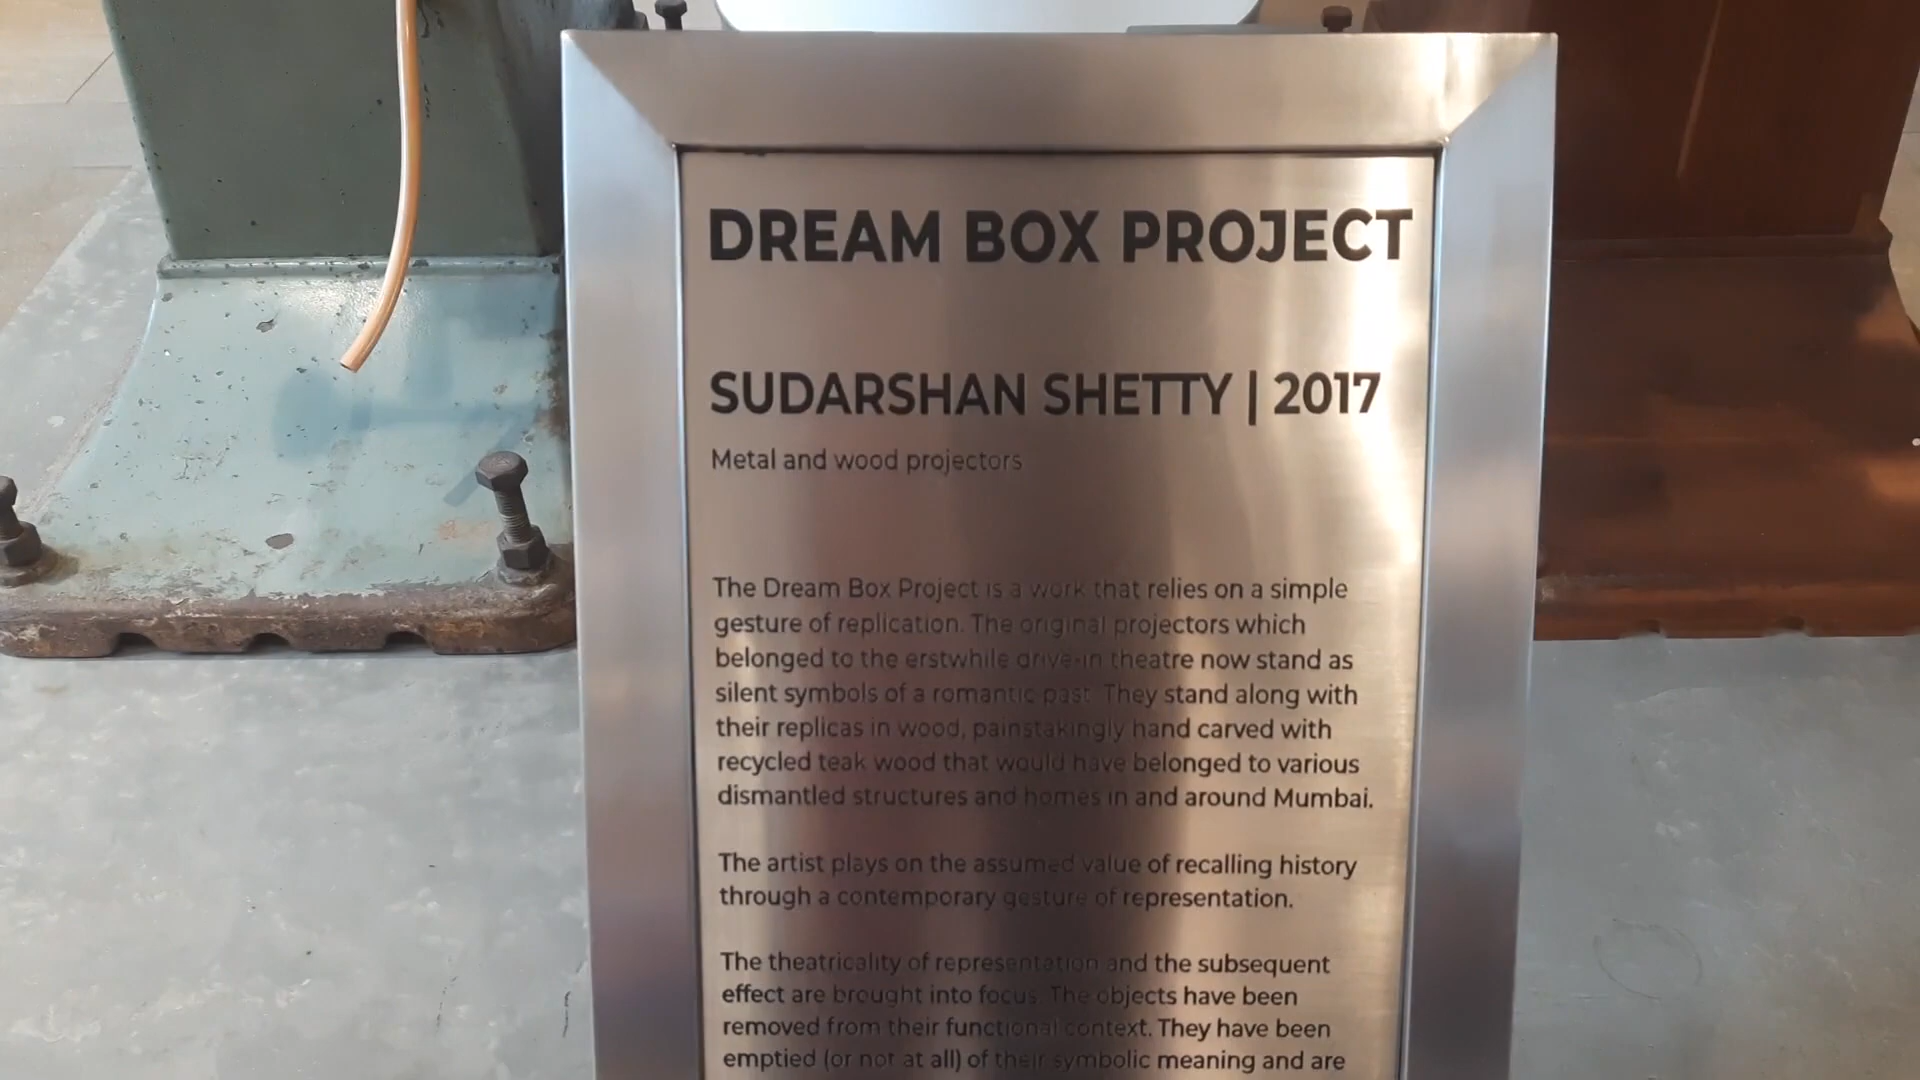 DREAM BOX PROJECT
SUDARSHAN SHETTY | 2017
Metal and wood projectors
The Dream Box Project is a work that relies on a simple
gesture of replication. The original projectors which
belonged to the erstwhile drive-in theatre now stand as
silent symbols of a romantic past. They stand along with
their replicas in wood, painstakingly hand carved with
recycled teak wood that would have belonged to various
dismantled structures and homes in and around Mumbai.
The artist plays on the assumed value of recalling history
through a contemporary gesture of representation.
The theatricality of representation and the subsequent
effect are brought into focus. The objects have been
removed from their functional context. They have been
emptied (or not at all) of their symbolic meaning and are